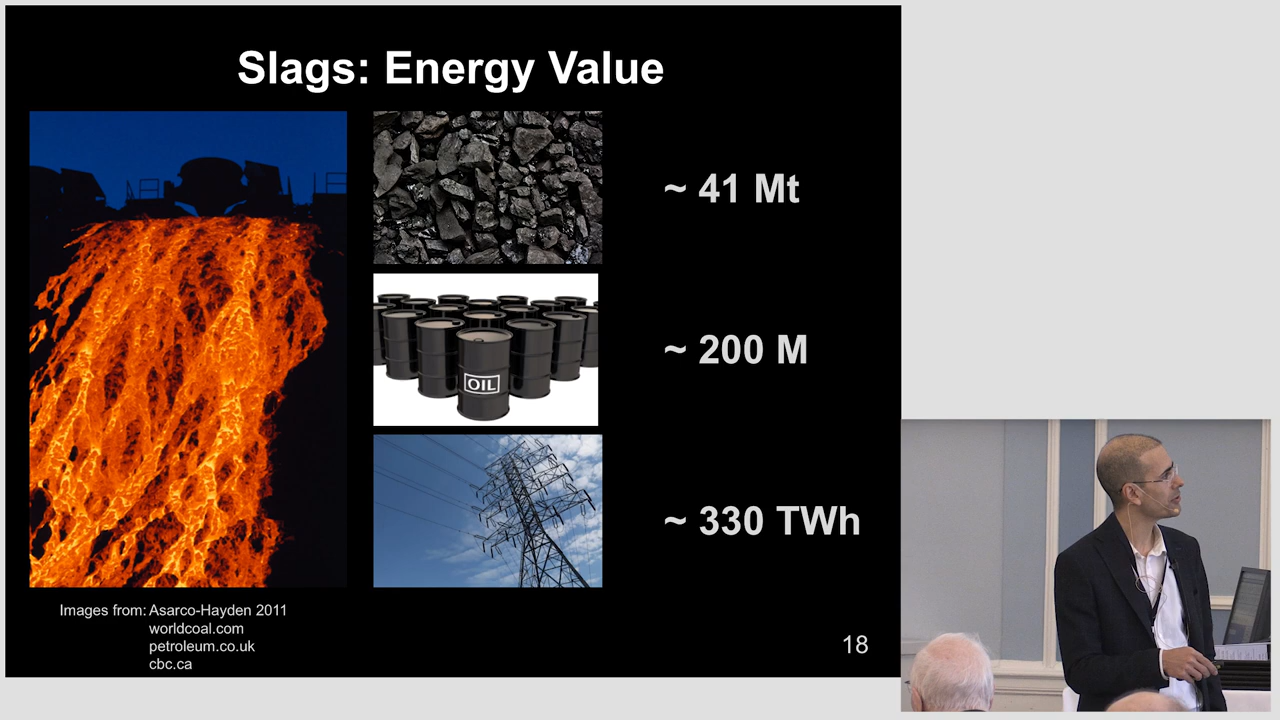 Slags: Energy Value
~ 41 Mt
OIL
~ 200 M
~ 330 TWh
Images from: Asarco-Hayden 2011
worldcoal.com
petroleum.co.uk
cbc.ca
18